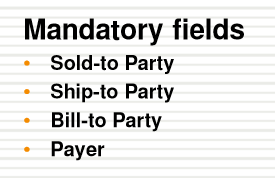 Mandatory fields
• Sold-to Party
• Ship-to Party
• Bill-to Party
• Payer